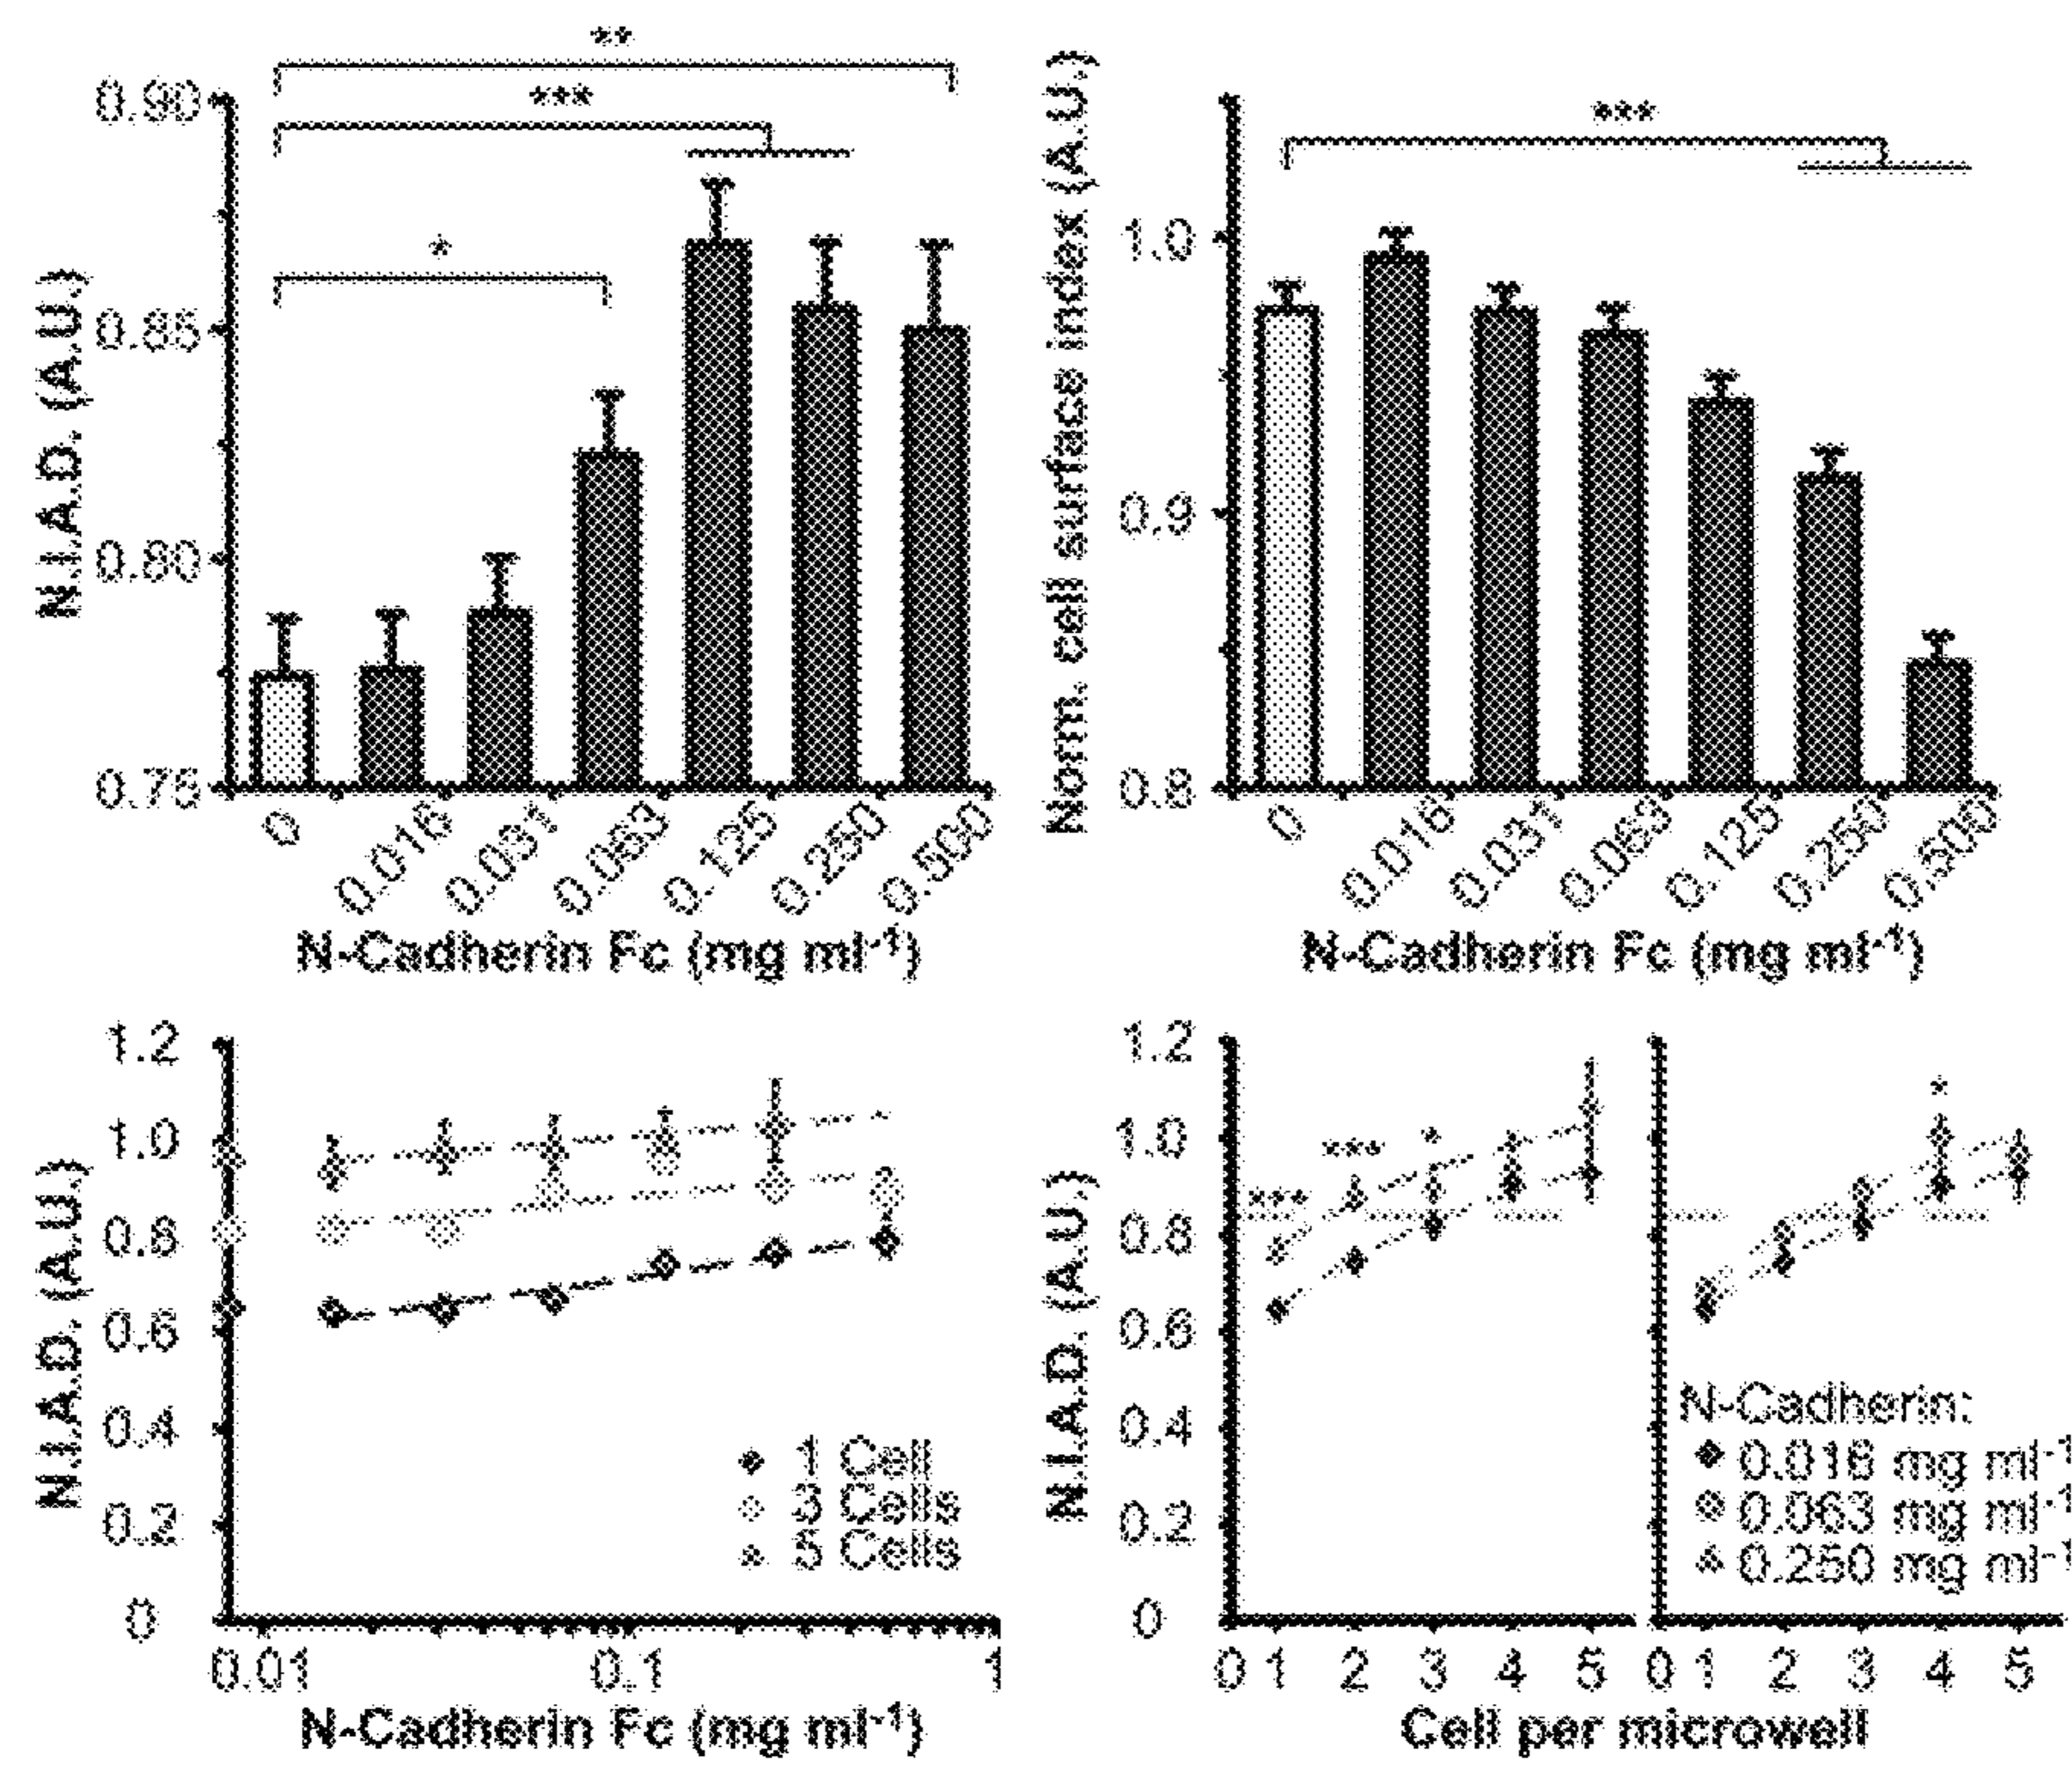 **
***
*
0.90
0.85
0.80
0.75
N.I.A.D. (A.U.)
0 0.016 0.031 0.063 0.125 0.250 0.500
N-Cadherin Fc (mg ml-1)
***
1.0
0.9
0.8
Norm. cell surface index (A.U.)
0 0.016 0.031 0.063 0.125 0.250 0.500
N-Cadherin Fc (mg ml-1)
1.2
1.0
0.8
0.6
0.4
0.2
0
N.I.A.D. (A.U.)
1 Cell
3 Cells
5 Cells
0.01 0.1 1
N-Cadherin Fc (mg ml-1)
1.2
1.0
0.8
0.6
0.4
0.2
0
N.I.A.D. (A.U.)
***
***
*
*
N-Cadherin:
0.016 mg ml-1
0.063 mg ml-1
0.250 mg ml-1
0 1 2 3 4 5 0 1 2 3 4 5
Cell per microwell